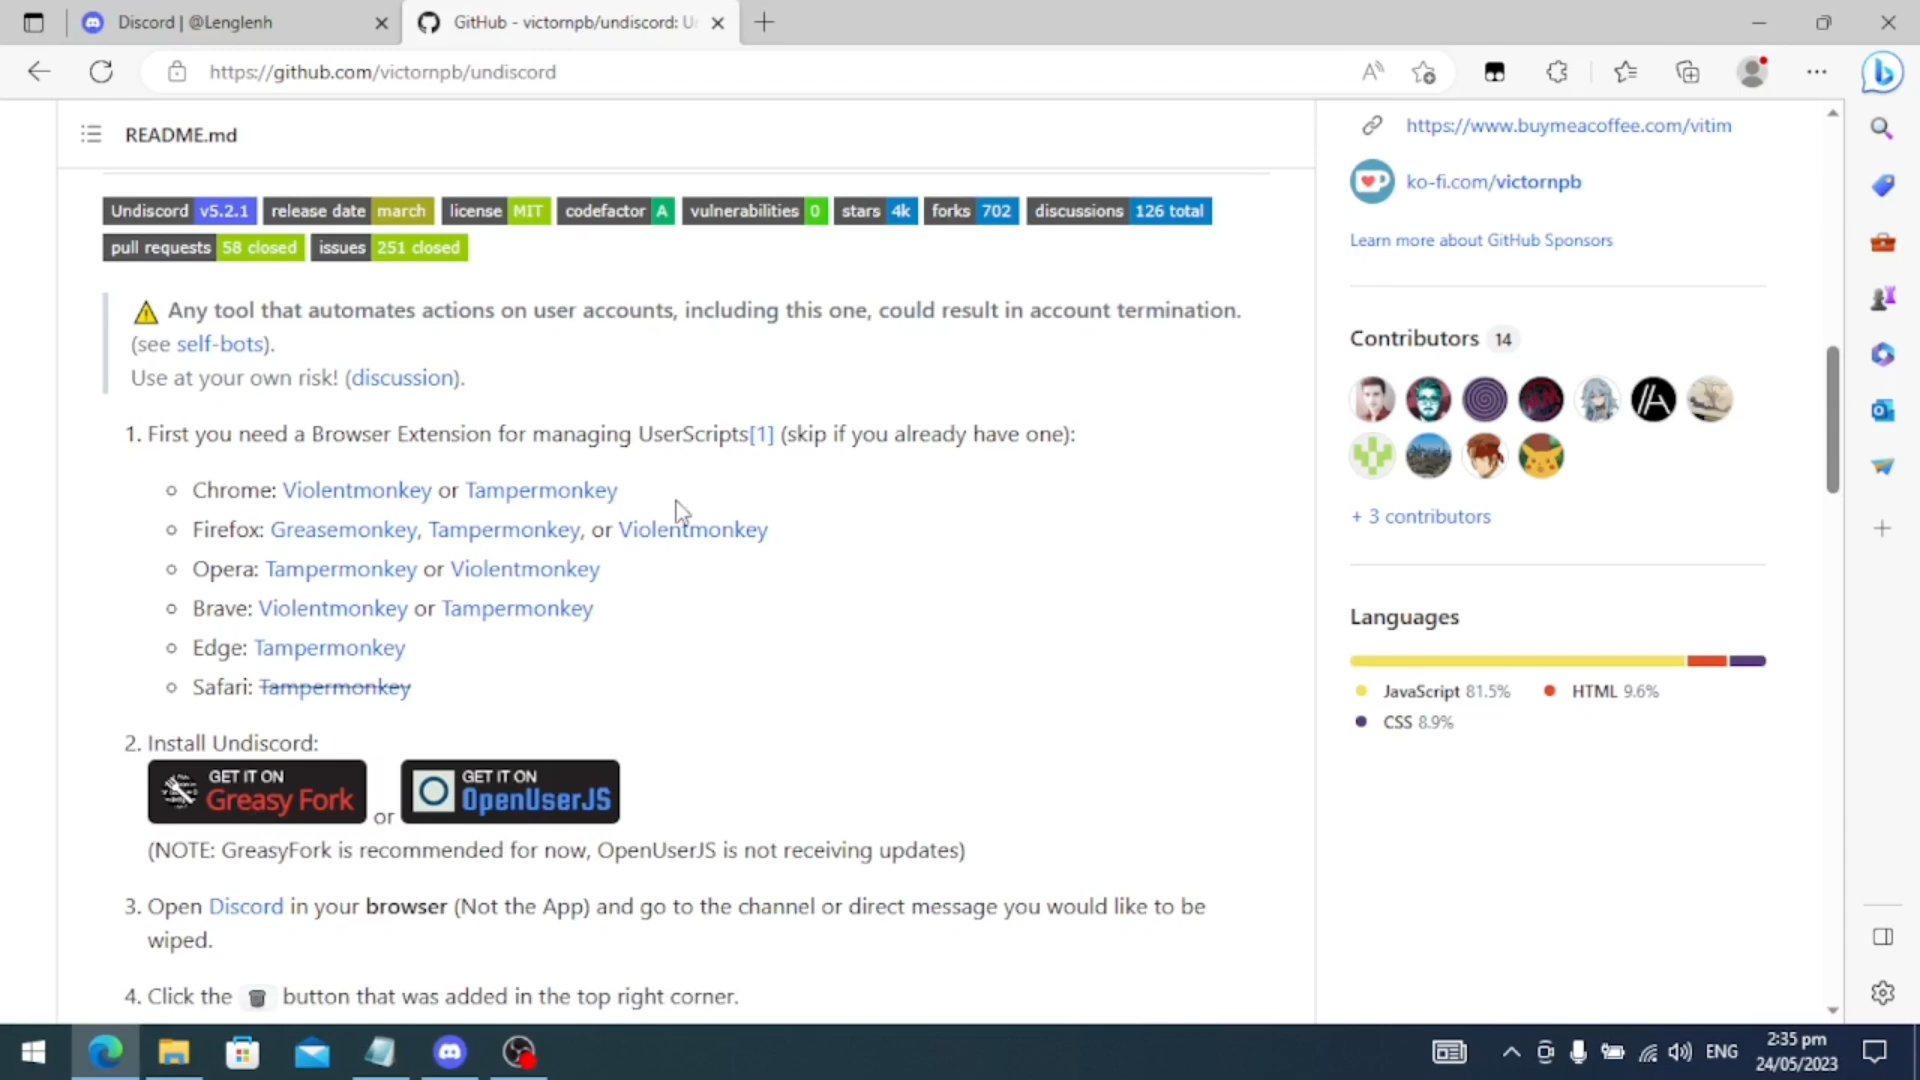 Discord | @Lenglenh
GitHub - victornpb/undiscord: U
https://github.com/victornpb/undiscord
README.md
https://www.buymeacoffee.com/vitim
ko-fi.com/victornpb
Learn more about GitHub Sponsors
Undiscord v5.2.1 release date march license MIT codefactor A vulnerabilities 0 stars 4k forks 702 discussions 126 total
pull requests 58 closed issues 251 closed
⚠ Any tool that automates actions on user accounts, including this one, could result in account termination.
(see self-bots).
Use at your own risk! (discussion).
1. First you need a Browser Extension for managing UserScripts[1] (skip if you already have one):
Chrome: Violentmonkey or Tampermonkey
Firefox: Greasemonkey, Tampermonkey, or Violentmonkey
Opera: Tampermonkey or Violentmonkey
Brave: Violentmonkey or Tampermonkey
Edge: Tampermonkey
Safari: Tampermonkey
2. Install Undiscord:
GET IT ON
Greasy Fork
or
GET IT ON
OpenUserJS
(NOTE: GreasyFork is recommended for now, OpenUserJS is not receiving updates)
3. Open Discord in your browser (Not the App) and go to the channel or direct message you would like to be
wiped.
4. Click the button that was added in the top right corner.
Contributors 14
+ 3 contributors
Languages
JavaScript 81.5% HTML 9.6%
CSS 8.9%
ENG
2:35 pm
24/05/2023